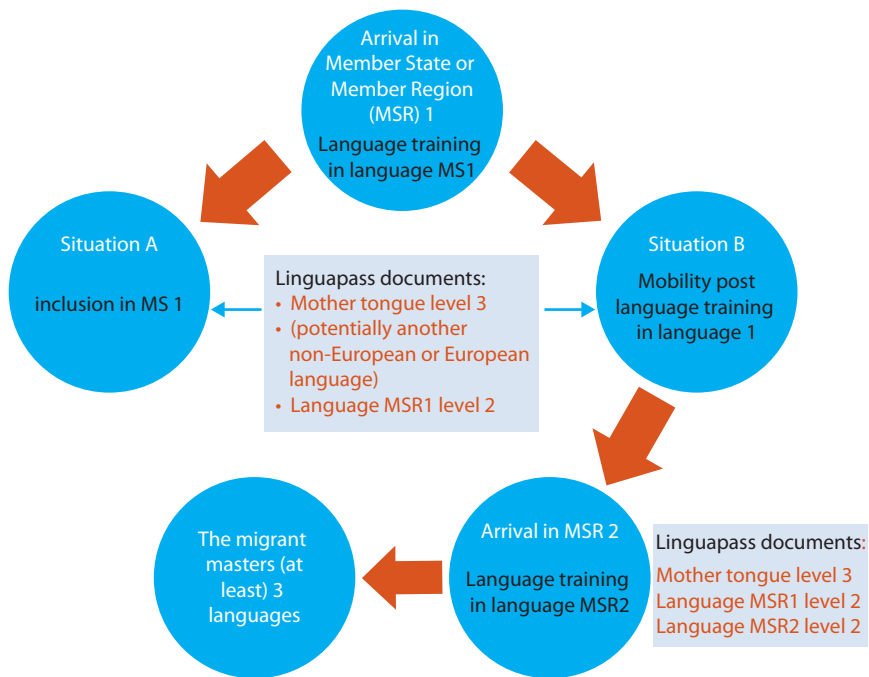 Arrival in
Member State or
Member Region
(MSR) 1
Language training
in language MS1
Situation A
inclusion in MS 1
Linguapass documents:
• Mother tongue level 3
• (potentially another
non-European or European
language)
• Language MSR1 level 2
Situation B
Mobility post
language training
in language 1
The migrant
masters (at
least) 3
languages
Arrival in MSR 2
Language training
in language MSR2
Linguapass documents:
Mother tongue level 3
Language MSR1 level 2
Language MSR2 level 2